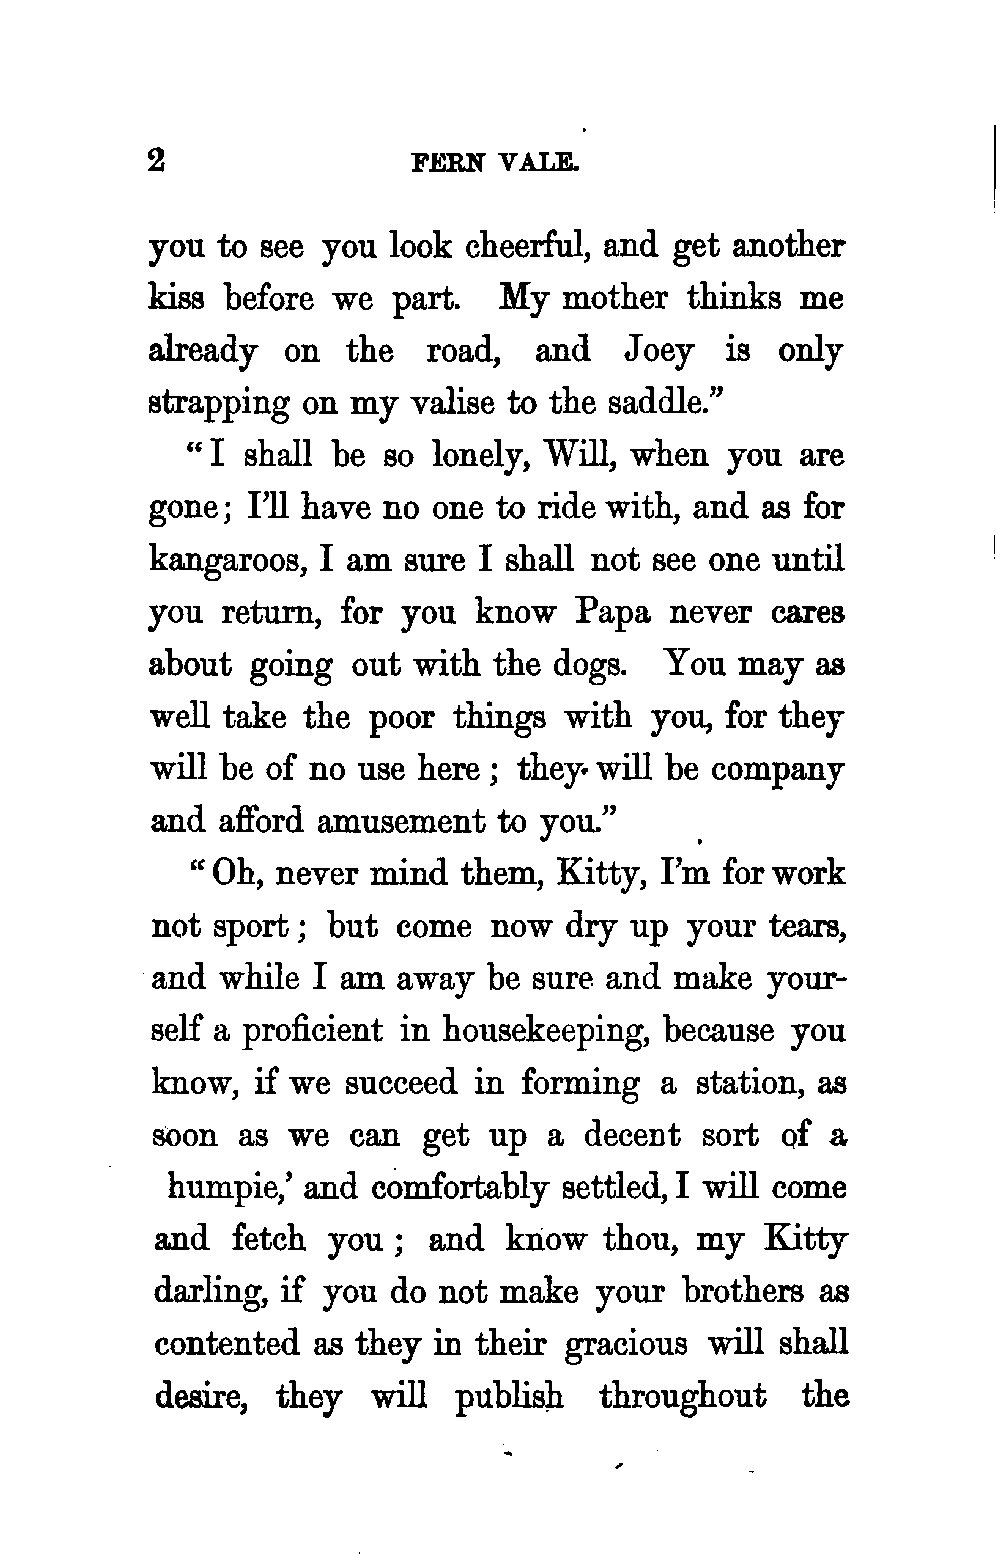 2 FERN VALE.
you to see you look cheerful, and get another
kiss before we part. My mother thinks me
already on the road, and Joey is only
strapping on my valise to the saddle.”
“I shall be so lonely, Will, when you are
gone; I’ll have no one to ride with, and as for
kangaroos, I am sure I shall not see one until
you return, for you know Papa never cares
about going out with the dogs. You may as
well take the poor things with you, for they
will be of no use here; they will be company
and afford amusement to you.”
“Oh, never mind them, Kitty, I’m for work
not sport; but come now dry up your tears,
and while I am away be sure and make your-
self a proficient in housekeeping, because you
know, if we succeed in forming a station, as
soon as we can get up a decent sort of a
humpie,’ and comfortably settled, I will come
and fetch you; and know thou, my Kitty
darling, if you do not make your brothers as
contented as they in their gracious will shall
desire, they will publish throughout the